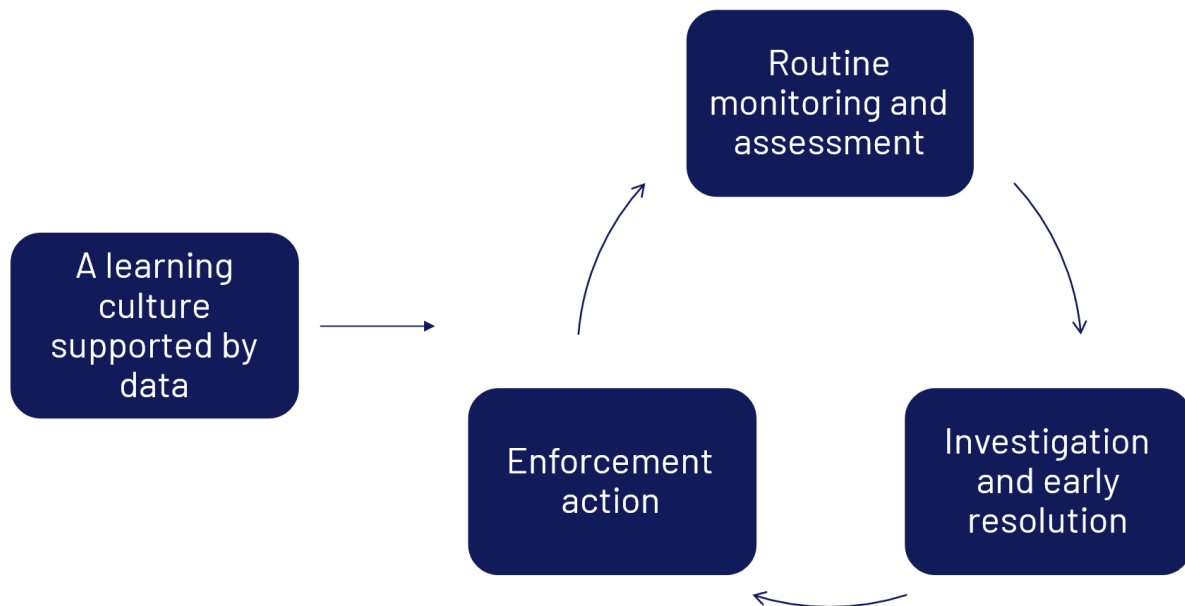 Routine
monitoring and
assessment
A learning
culture
supported by
data
Enforcement
action
Investigation
and early
resolution